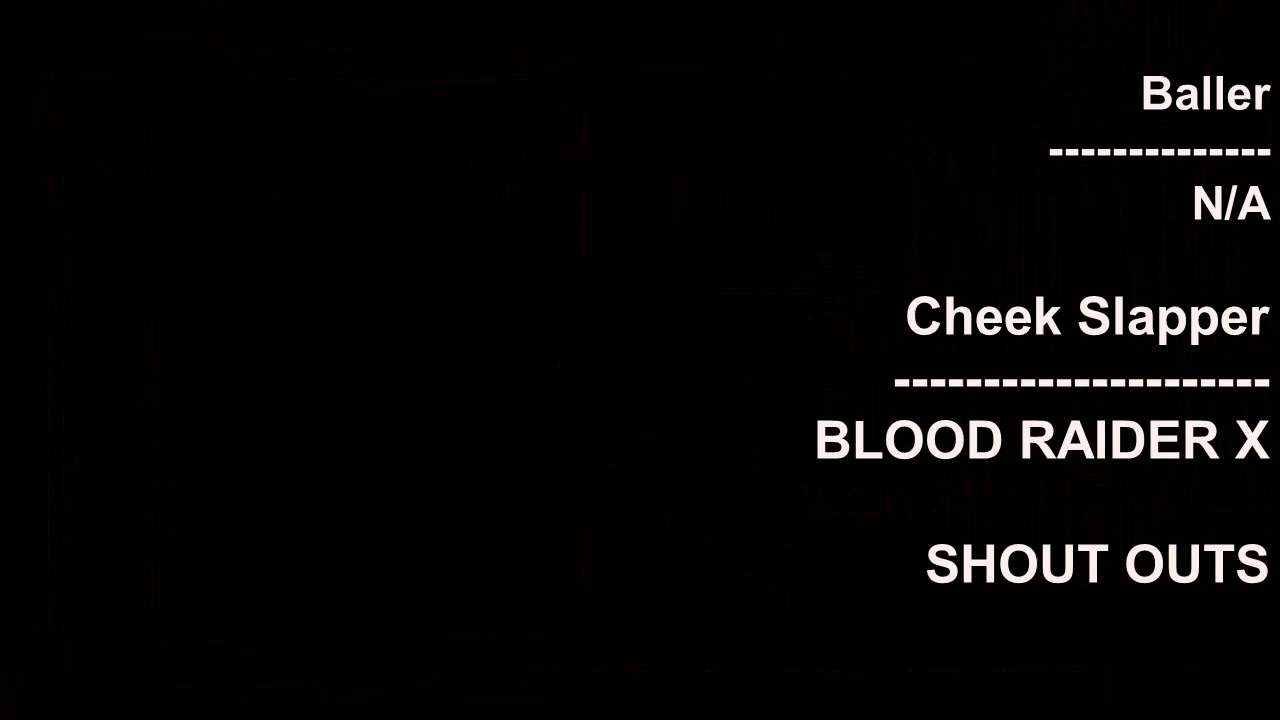 Baller
--------------
N/A
Cheek Slapper
---------------------
BLOOD RAIDER X
SHOUT OUTS